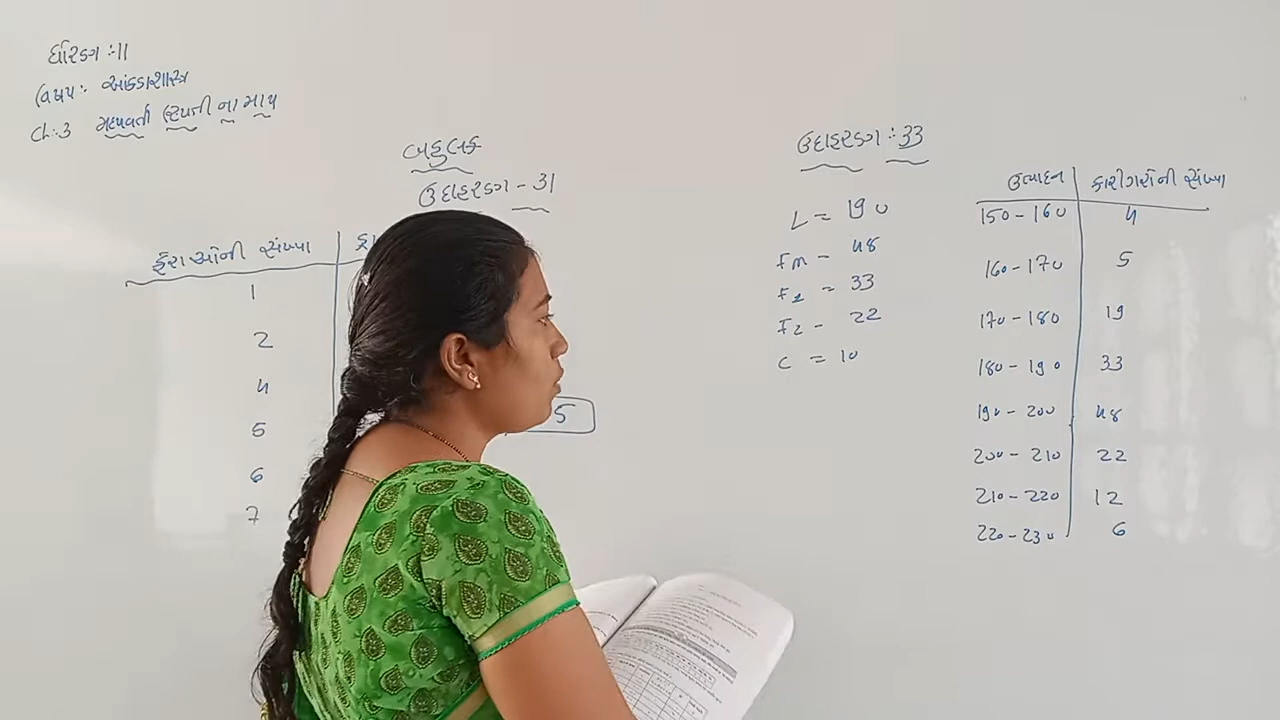 ધોરણ :- 11
વિષય :- આંકડાશાસ્ત્ર
ch :- 3 મધ્યવર્તી સ્થિતી ના માપ
બહુલક
ઉદાહરણ - 31
ફેરાઓની સંખ્યા
1
2
4
5
6
7
5
ઉદાહરણ :- 33
L = 190
fm - 48
f1 = 33
f2 - 22
c = 10
ઉત્પાદન કારીગરોની સંખ્યા
150 - 160 4
160 - 170 5
170 - 180 19
180 - 190 33
190 - 200 48
200 - 210 22
210 - 220 12
220 - 230 6